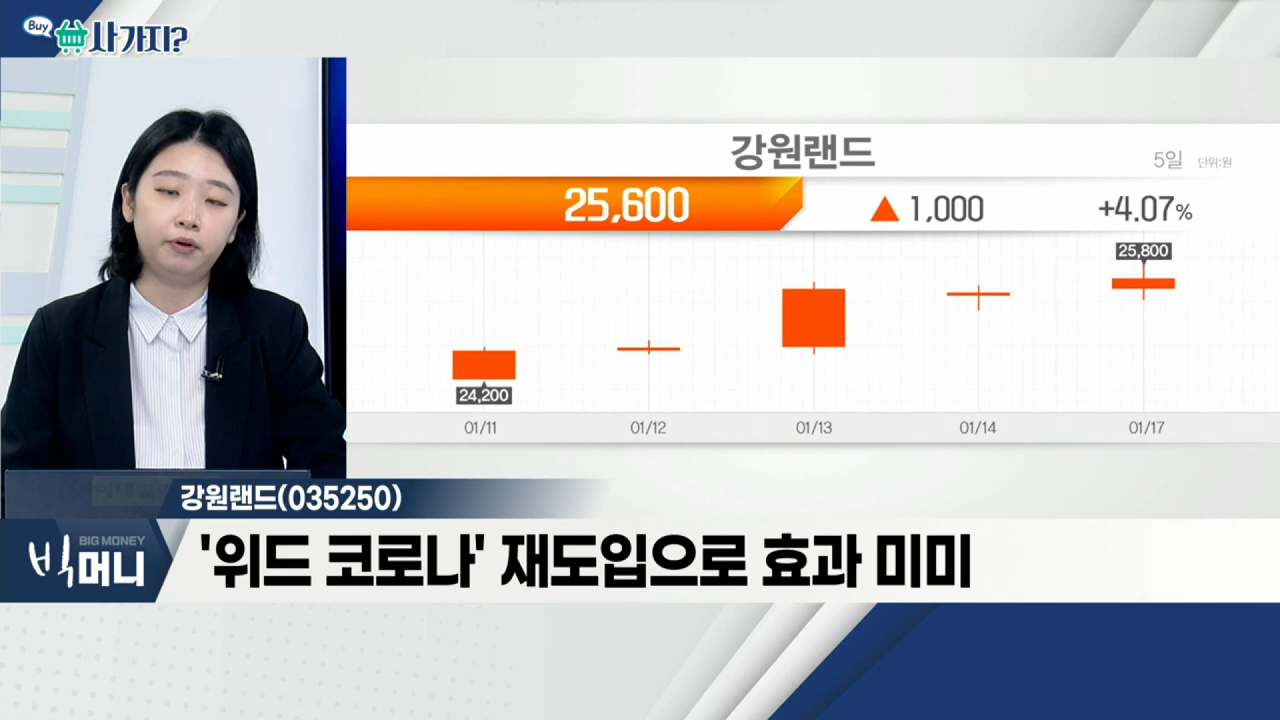 Buy 사가지?
강원랜드
5일 단위:원
25,600 ▲ 1,000 +4.07%
25,800
24,200
01/11 01/12 01/13 01/14 01/17
강원랜드(035250)
BIG MONEY
빅머니
'위드 코로나' 재도입으로 효과 미미